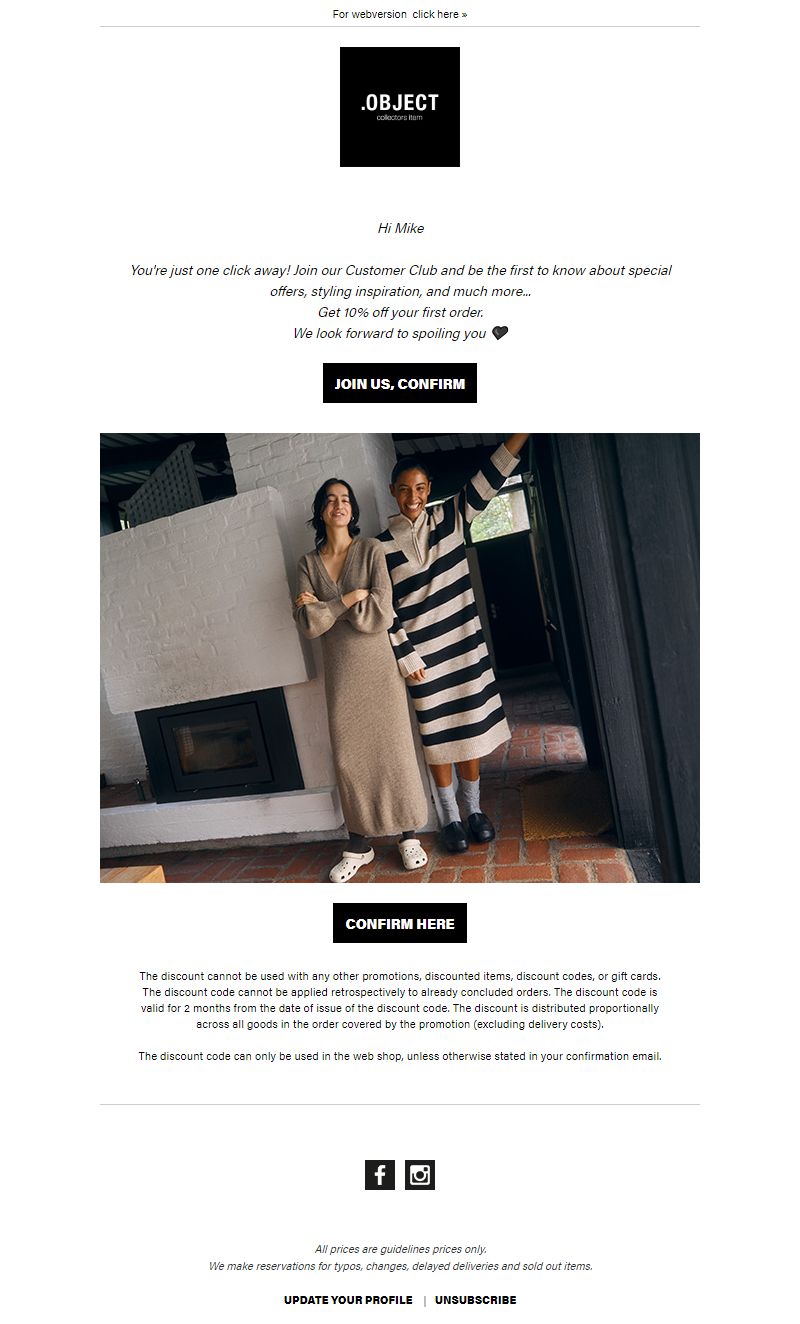 For webversion  click here »
.OBJECT
collectors item
Hi Mike
You're just one click away! Join our Customer Club and be the first to know about special
offers, styling inspiration, and much more...
Get 10% off your first order.
We look forward to spoiling you 🖤
JOIN US, CONFIRM
CONFIRM HERE
The discount cannot be used with any other promotions, discounted items, discount codes, or gift cards.
The discount code cannot be applied retrospectively to already concluded orders. The discount code is
valid for 2 months from the date of issue of the discount code. The discount is distributed proportionally
across all goods in the order covered by the promotion (excluding delivery costs).
The discount code can only be used in the web shop, unless otherwise stated in your confirmation email.
All prices are guidelines prices only.
We make reservations for typos, changes, delayed deliveries and sold out items.
UPDATE YOUR PROFILE | UNSUBSCRIBE